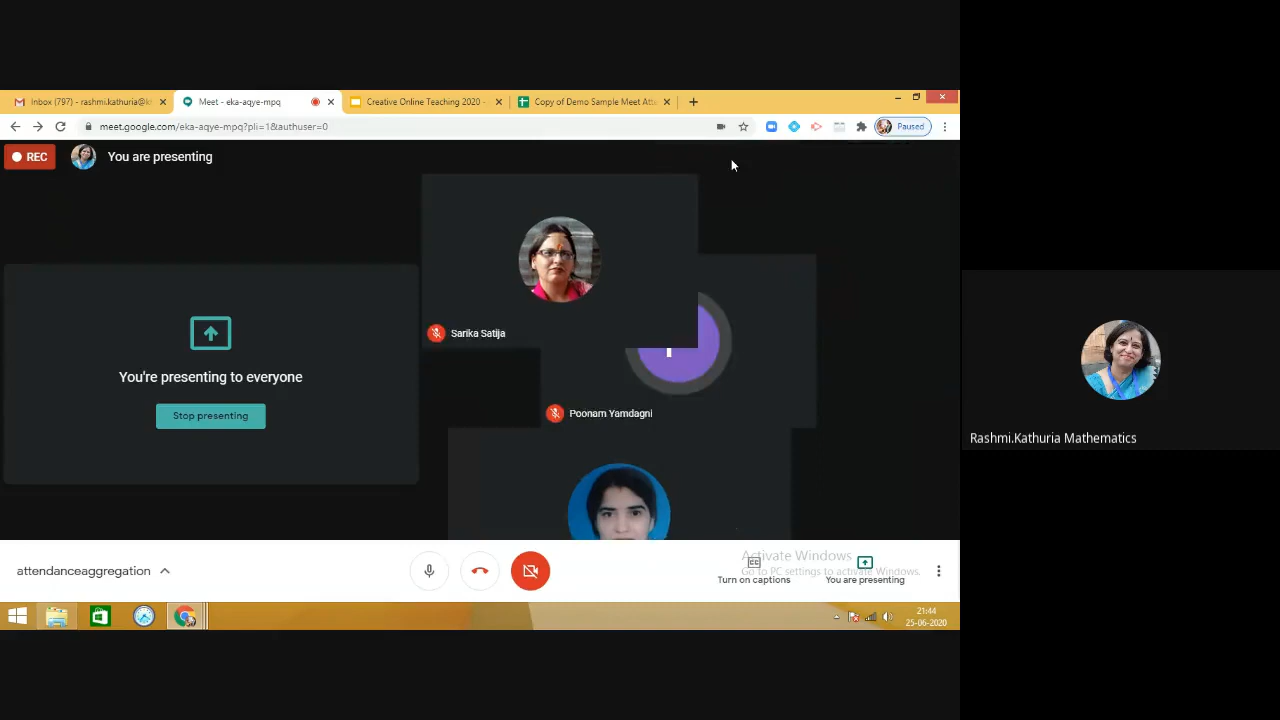 Inbox (797) - rashmi.kathuria@k
Meet - eka-aqye-mpq
Creative Online Teaching 2020 -
Copy of Demo Sample Meet Att
meet.google.com/eka-aqye-mpq?pli=1&authuser=0
Paused
REC
You are presenting
You're presenting to everyone
Stop presenting
Sarika Satija
Poonam Yamdagni
Rashmi.Kathuria Mathematics
attendanceaggregation
CC
Turn on captions
You are presenting
Activate Windows
Go to PC settings to activate Windows.
21:44
25-06-2020